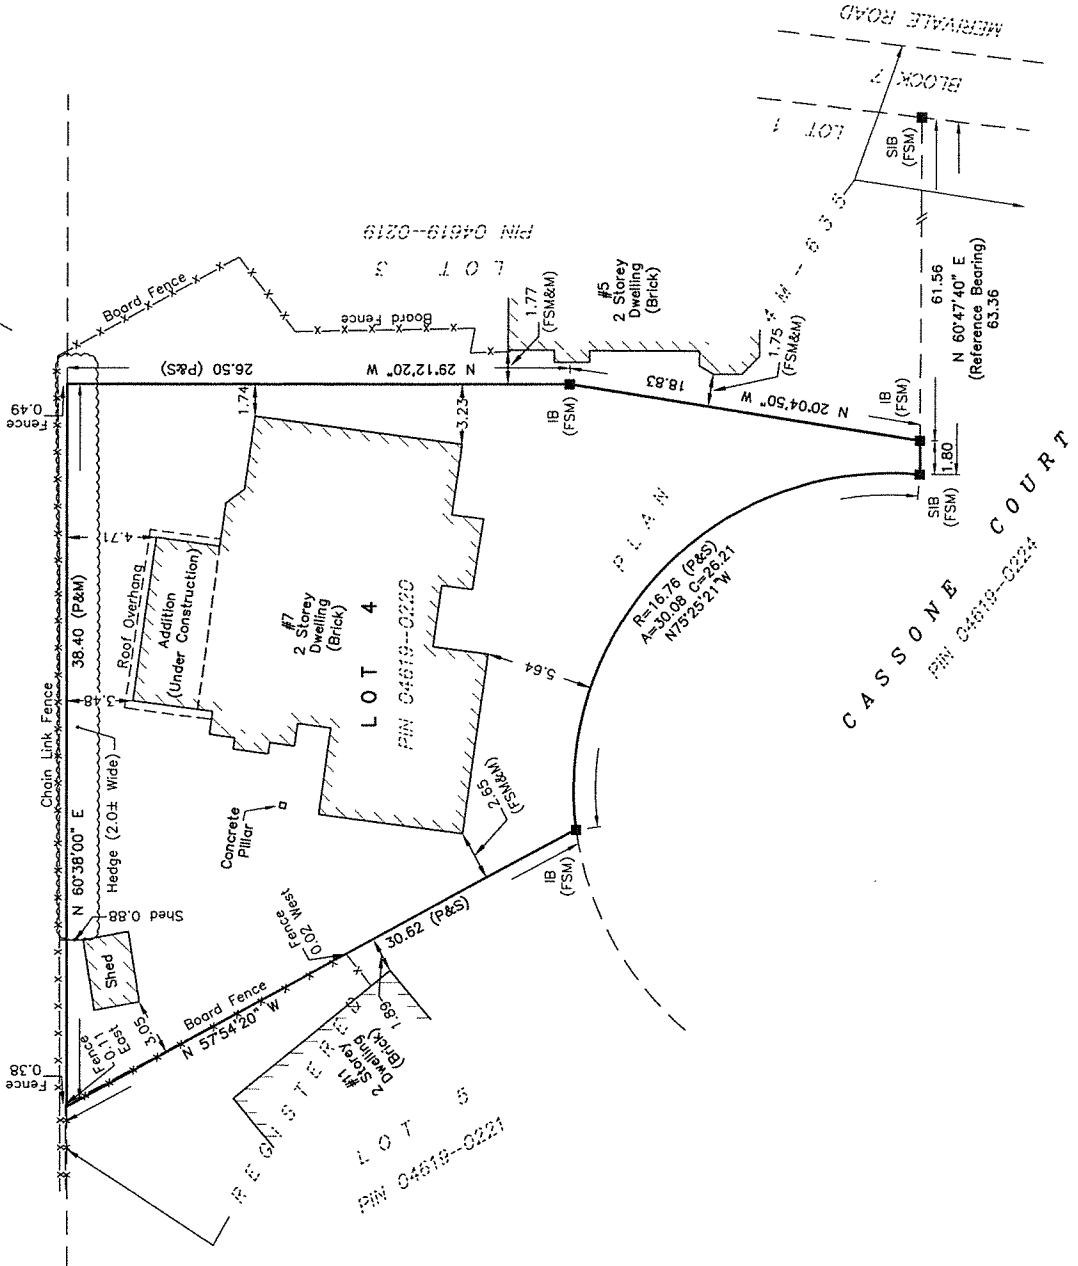 MERIVALE ROAD
BLOCK 7
LOT 1
SIB
(FSM)
PIN 04619-0219
LOT 3
Board Fence
Board Fence
Fence
0.49
26.50 (P&S)
N 29°12'20" W
1.77
(FSM&M)
#5
2 Storey
Dwelling
(Brick)
4M-635
1.75
(FSM&M)
61.56
N 60°47'40" E
(Reference Bearing)
63.36
1.74
3.23
IB
(FSM)
18.83
N 20°04'50" W
IB
(FSM)
1.80
SIB
(FSM)
Chain Link Fence
38.40 (P&M)
N 60°38'00" E
Hedge (2.0± Wide)
4.71
Roof Overhang
Addition
(Under Construction)
3.48
#7
2 Storey
Dwelling
(Brick)
LOT 4
PIN 04619-0220
PLAN
R=16.76 (P&S)
A=30.08 C=26.21
N75°25'21"W
5.64
CASSONE COURT
PIN 04619-0224
2.65
(FSM&M)
Concrete
Pillar
IB
(FSM)
Shed 0.88
Shed
3.05
Fence
0.02 West
30.62 (P&S)
Board Fence
N 57°54'20" W
Fence
0.11
East
Fence
0.38
1.89
#11
2 Storey
Dwelling
(Brick)
REGISTERED
LOT 5
PIN 04619-0221